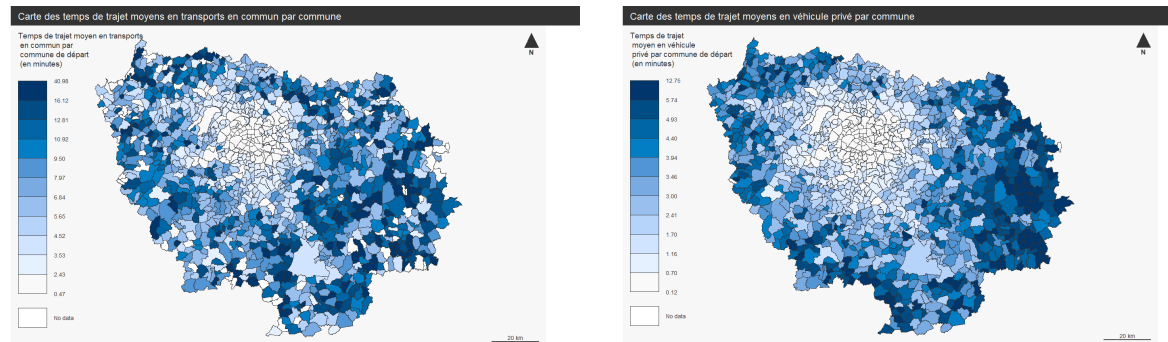 Carte des temps de trajet moyens en transports en commun par commune
Temps de trajet moyen en transports
en commun par
commune de départ
(en minutes)
40.98
16.12
12.81
10.92
9.50
7.97
6.64
5.65
4.52
3.53
2.43
0.47
No data
N
20 km
Carte des temps de trajet moyens en véhicule privé par commune
Temps de trajet
moyen en véhicule
privé par commune de départ
(en minutes)
12.75
5.74
4.93
4.40
3.94
3.46
3.00
2.41
1.70
1.16
0.70
0.12
No data
N
20 km